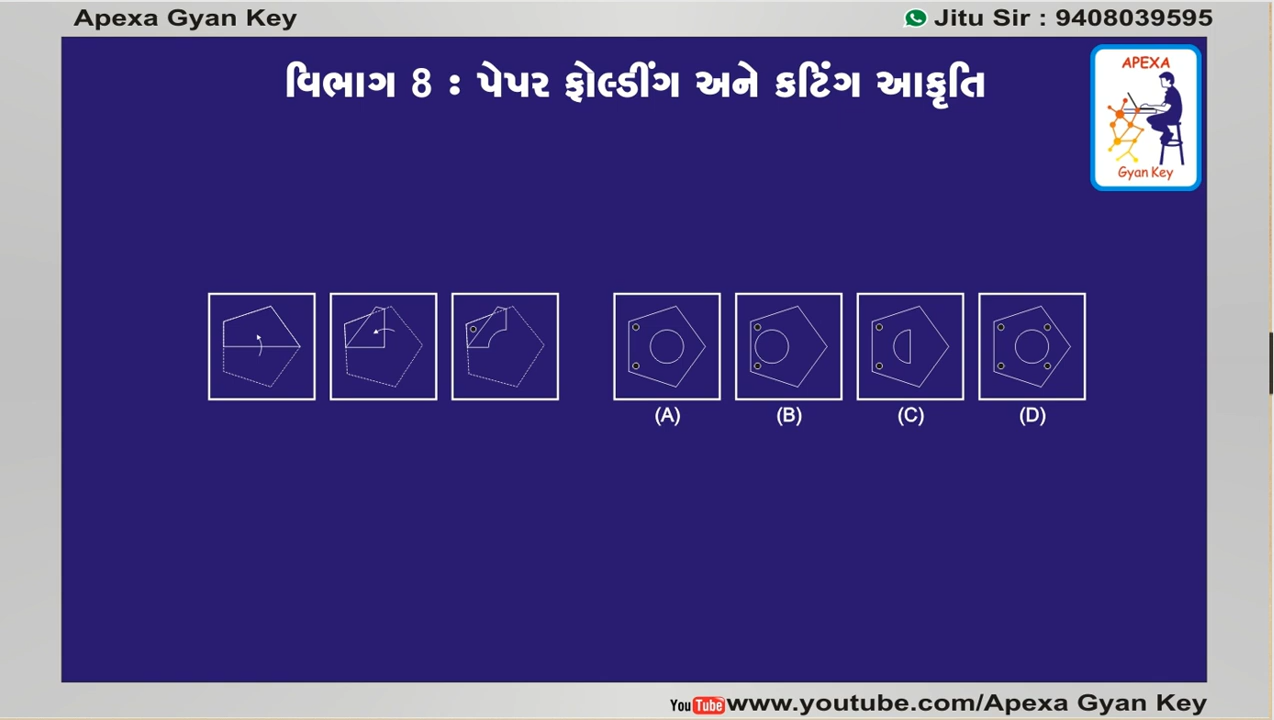 Apexa Gyan Key
Jitu Sir : 9408039595
વિભાગ 8 : પેપર ફોલ્ડીંગ અને કટિંગ આકૃતિ
APEXA
Gyan Key
(A)
(B)
(C)
(D)
YouTube www.youtube.com/Apexa Gyan Key